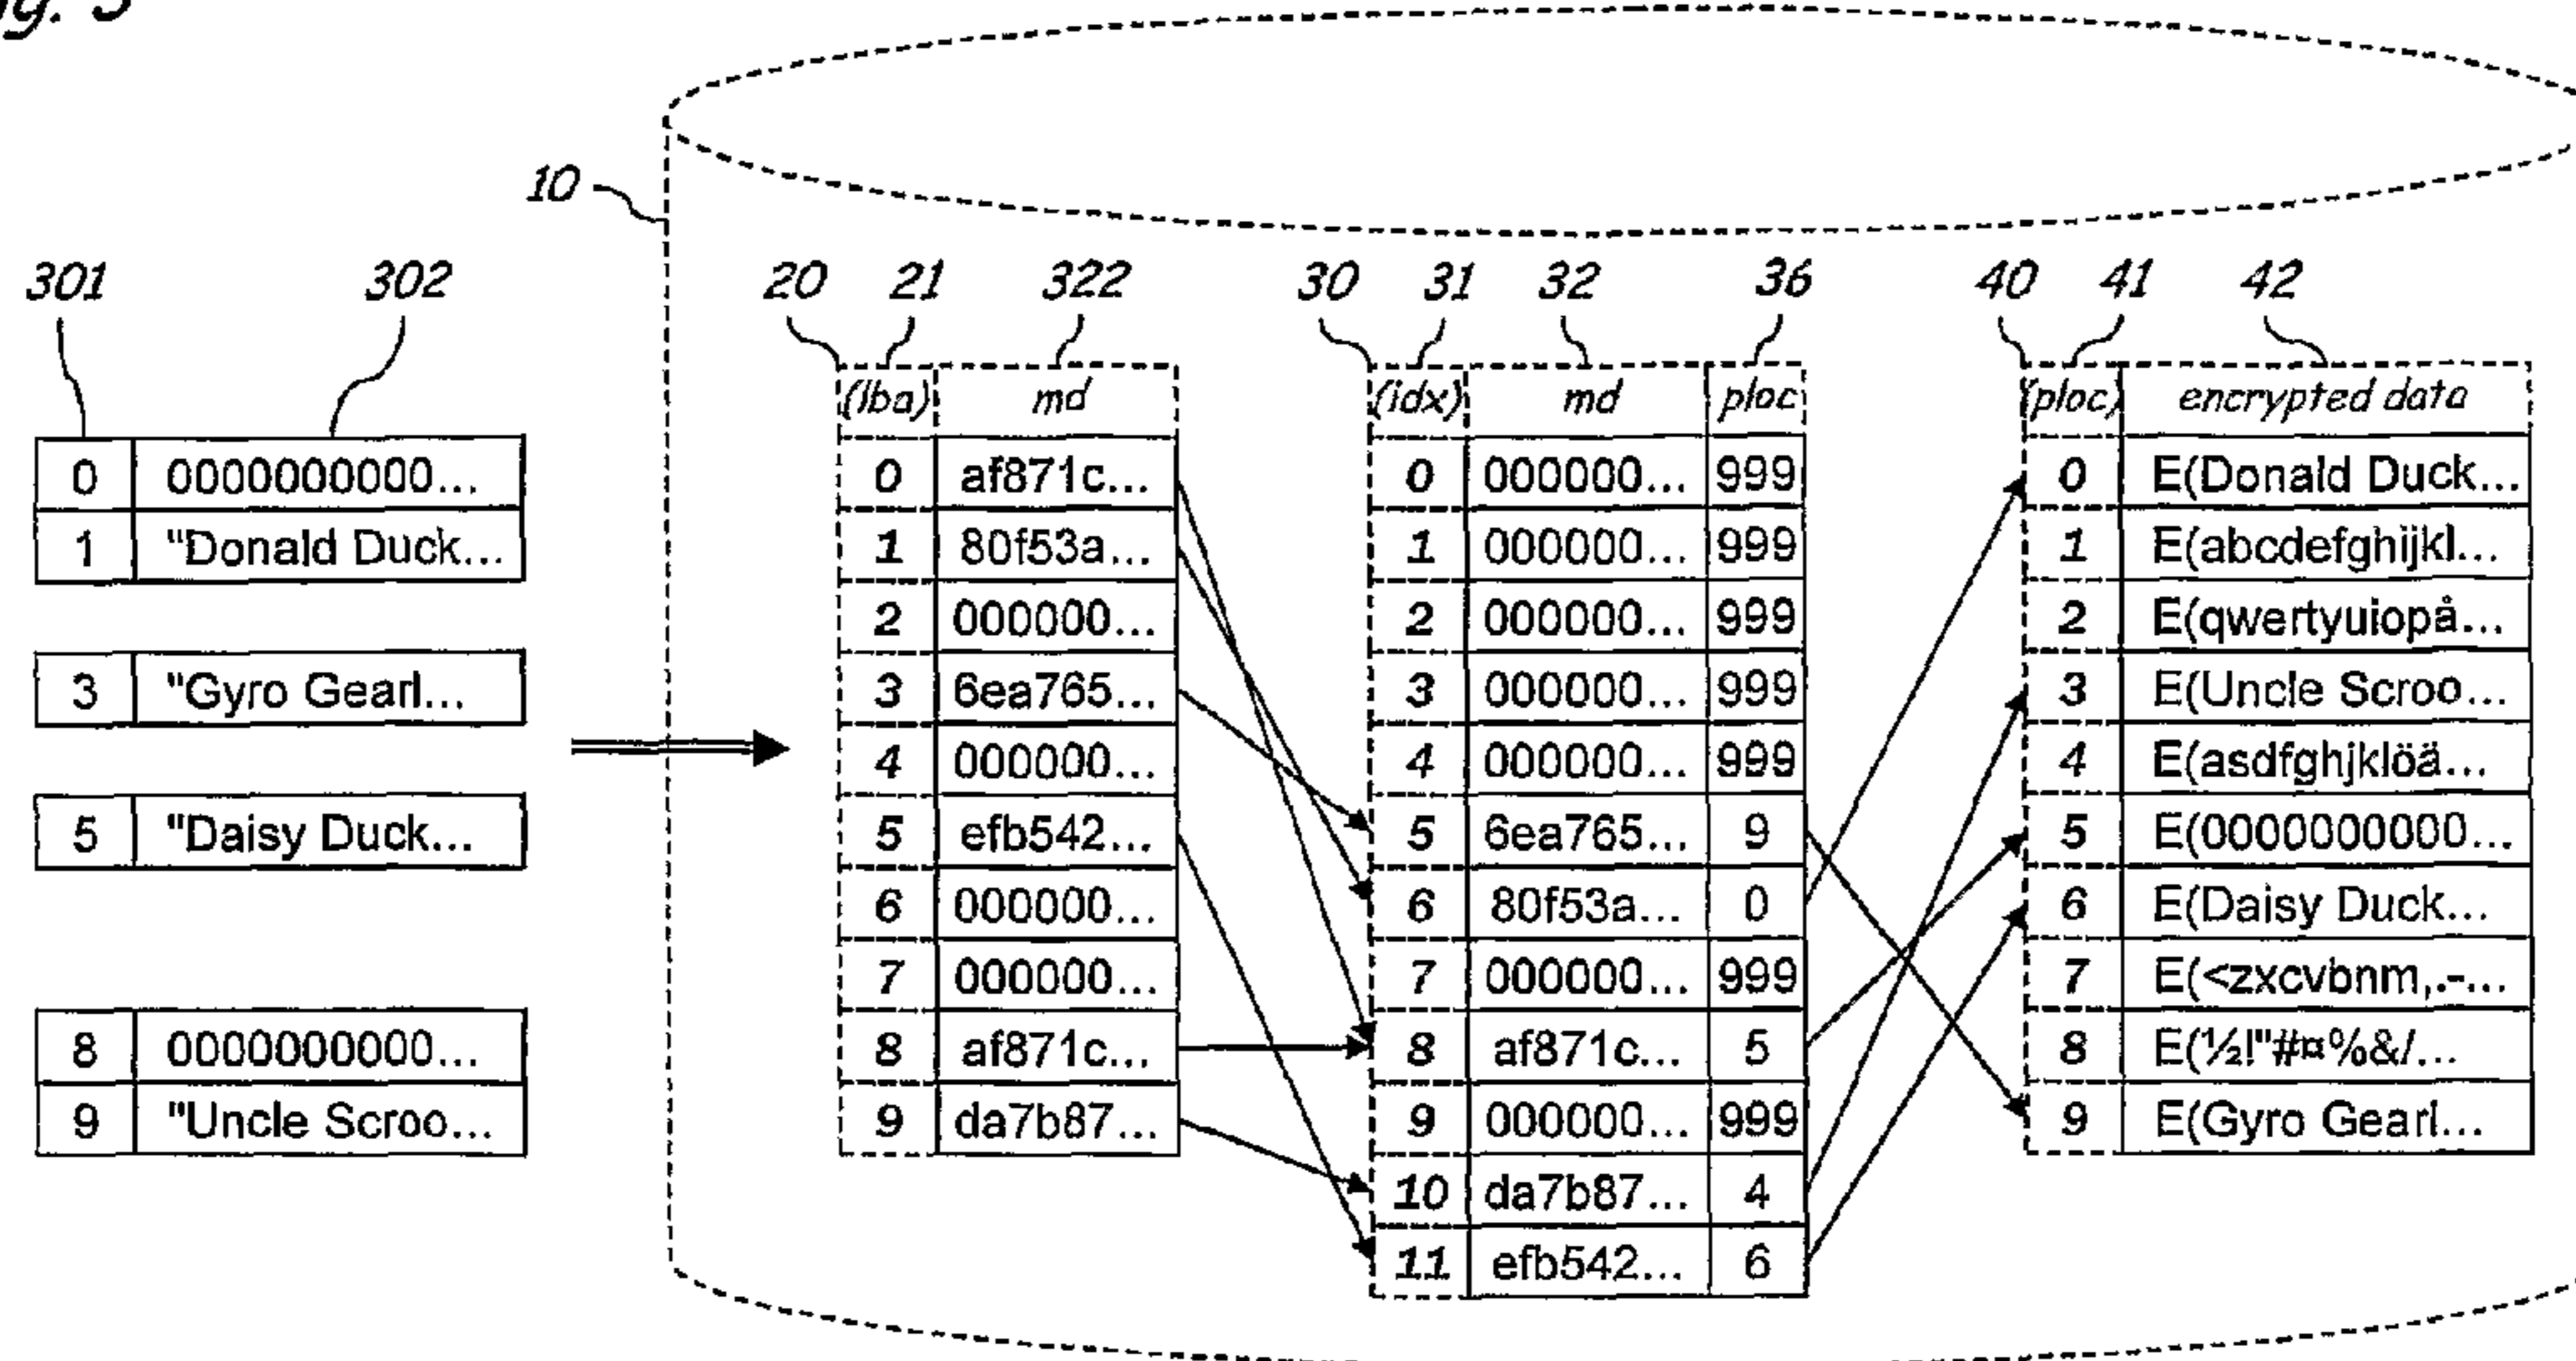 10
301 302 20 21 322 30 31 32 36 40 41 42
(lba) md (idx) md ploc (ploc) encrypted data
0 0000000000... 0 af871c... 0 000000... 999 0 E(Donald Duck...
1 "Donald Duck... 1 80f53a... 1 000000... 999 1 E(abcdefghijkl...
2 000000... 2 000000... 999 2 E(qwertyuiopå...
3 "Gyro Gearl... 3 6ea765... 3 000000... 999 3 E(Uncle Scroo...
4 000000... 4 000000... 999 4 E(asdfghjklöä...
5 "Daisy Duck... 5 efb542... 5 6ea765... 9 5 E(0000000000...
6 000000... 6 80f53a... 0 6 E(Daisy Duck...
7 000000... 7 000000... 999 7 E(<zxcvbnm,.-...
8 0000000000... 8 af871c... 8 af871c... 5 8 E(½!"#¤%&/...
9 "Uncle Scroo... 9 da7b87... 9 000000... 999 9 E(Gyro Gearl...
10 da7b87... 4
11 efb542... 6